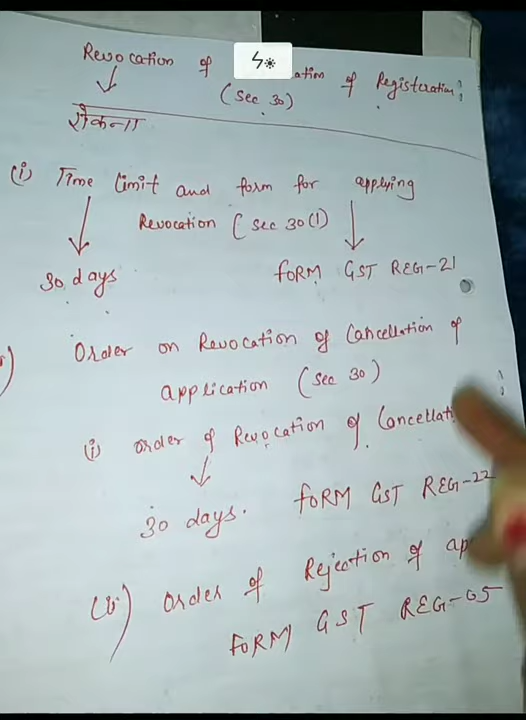 Revocation of ation of Registeration;
(Sec 30)
रोकना
(i) Time limit and form for applying
Revocation (Sec 30(1)
30 days
FORM GST REG-21
Order on Revocation of Cancellation of
application (Sec 30)
(i) Order of Revocation of Cancellati
30 days. FORM GST REG-22
(ii) Order of Rejection of ap
FORM GST REG-05